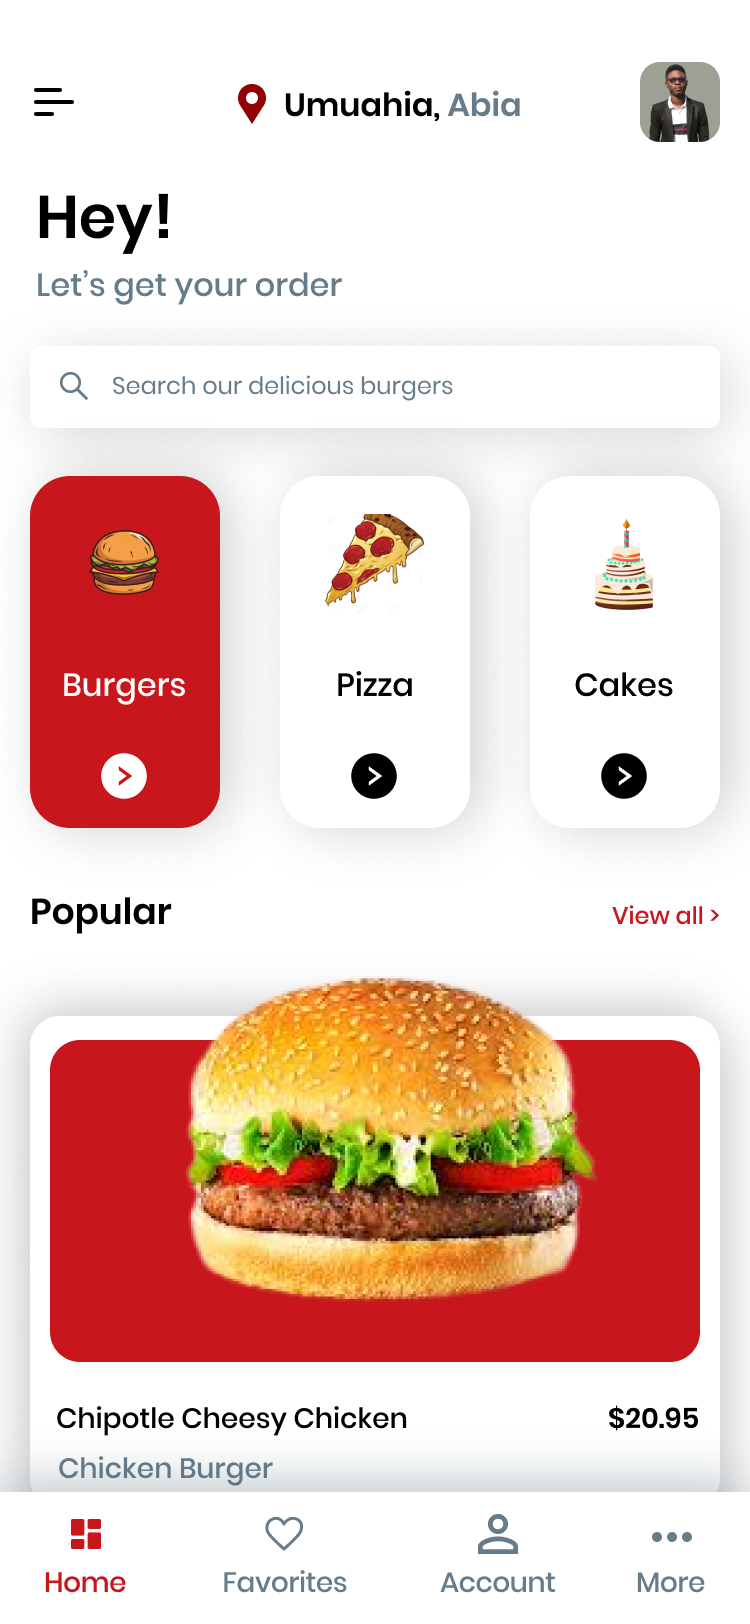 Umuahia, Abia
Hey!
Let’s get your order
Search our delicious burgers
Burgers
Pizza
Cakes
Popular
View all >
Chipotle Cheesy Chicken
$20.95
Chicken Burger
Home
Favorites
Account
More